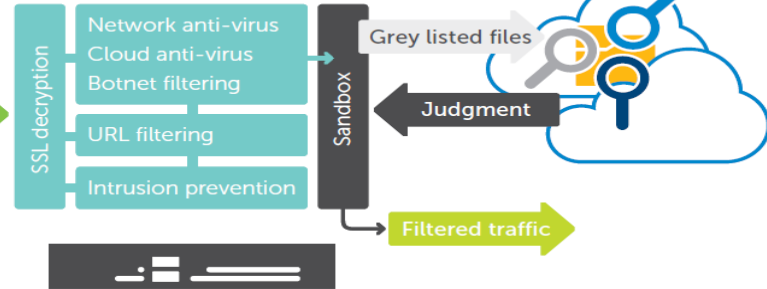 SSL decryption
Network anti-virus
Cloud anti-virus
Botnet filtering
URL filtering
Intrusion prevention
Sandbox
Grey listed files
Judgment
Filtered traffic